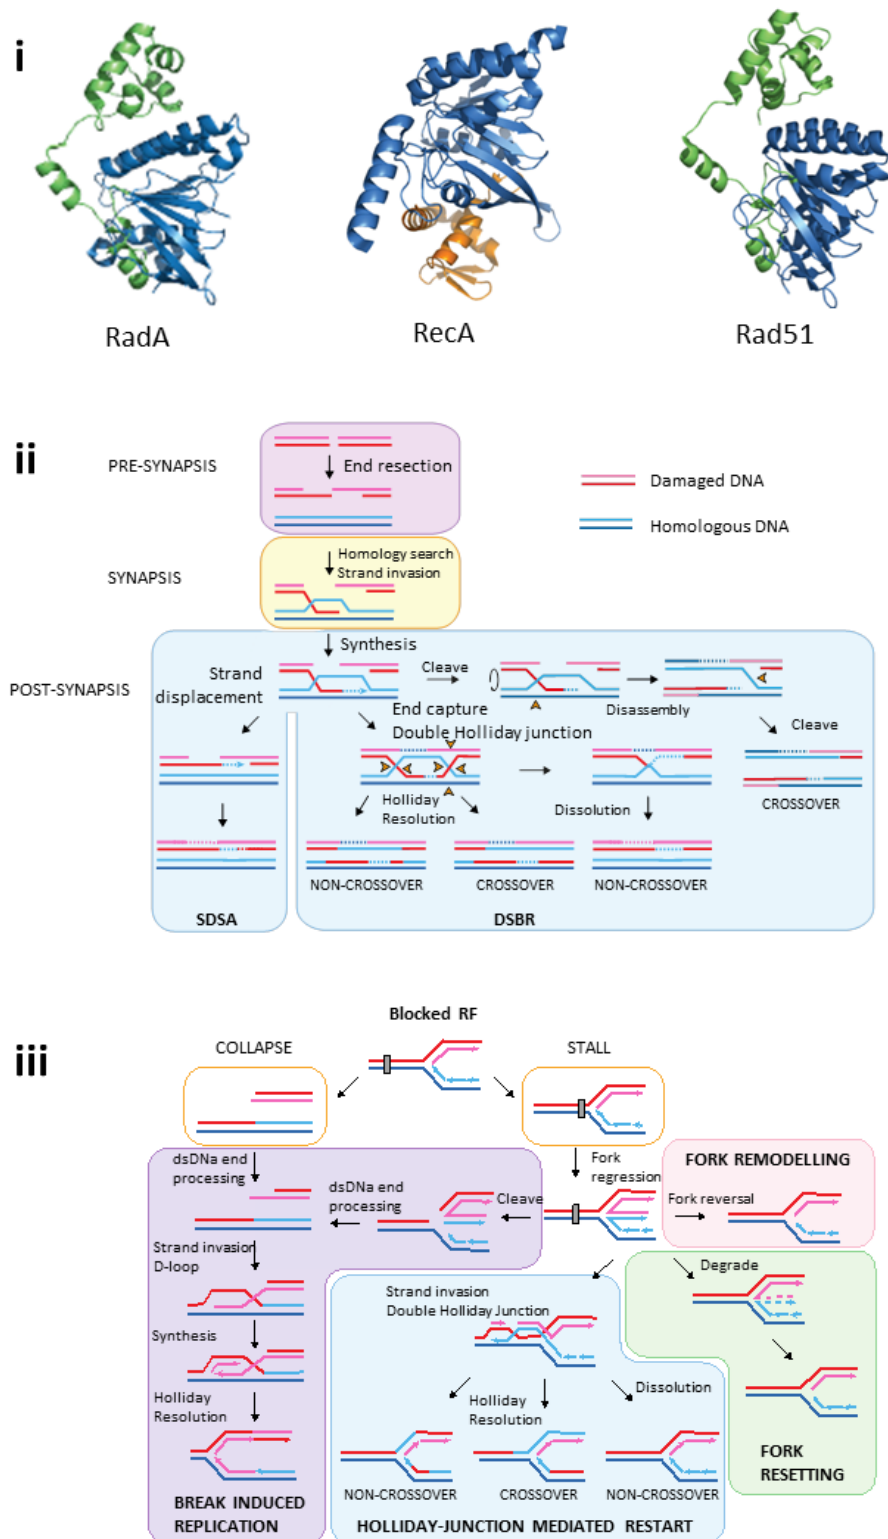 i
RadA
RecA
Rad51
ii
PRE-SYNAPSIS
End resection
Damaged DNA
Homologous DNA
SYNAPSIS
Homology search
Strand invasion
POST-SYNAPSIS
Synthesis
Strand
displacement
Cleave
Disassembly
End capture
Double Holliday junction
Cleave
CROSSOVER
Holliday
Resolution
Dissolution
NON-CROSSOVER
CROSSOVER
NON-CROSSOVER
SDSA
DSBR
iii
Blocked RF
COLLAPSE
STALL
dsDNa end
processing
dsDNa end
processing
Cleave
Fork
regression
FORK REMODELLING
Fork reversal
Strand invasion
D-loop
Degrade
Strand invasion
Double Holliday Junction
Synthesis
Holliday
Resolution
Holliday
Resolution
Dissolution
NON-CROSSOVER
CROSSOVER
NON-CROSSOVER
BREAK INDUCED
REPLICATION
HOLLIDAY-JUNCTION MEDIATED RESTART
FORK
RESETTING